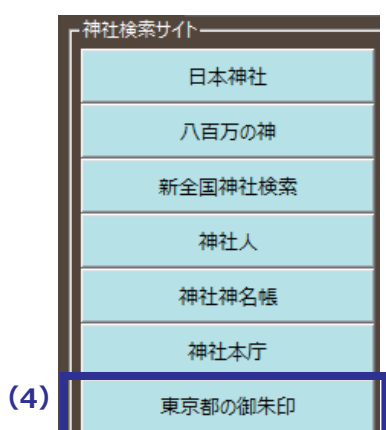 神社検索サイト
日本神社
八百万の神
新全国神社検索
神社人
神社神名帳
神社本庁
(4) 東京都の御朱印